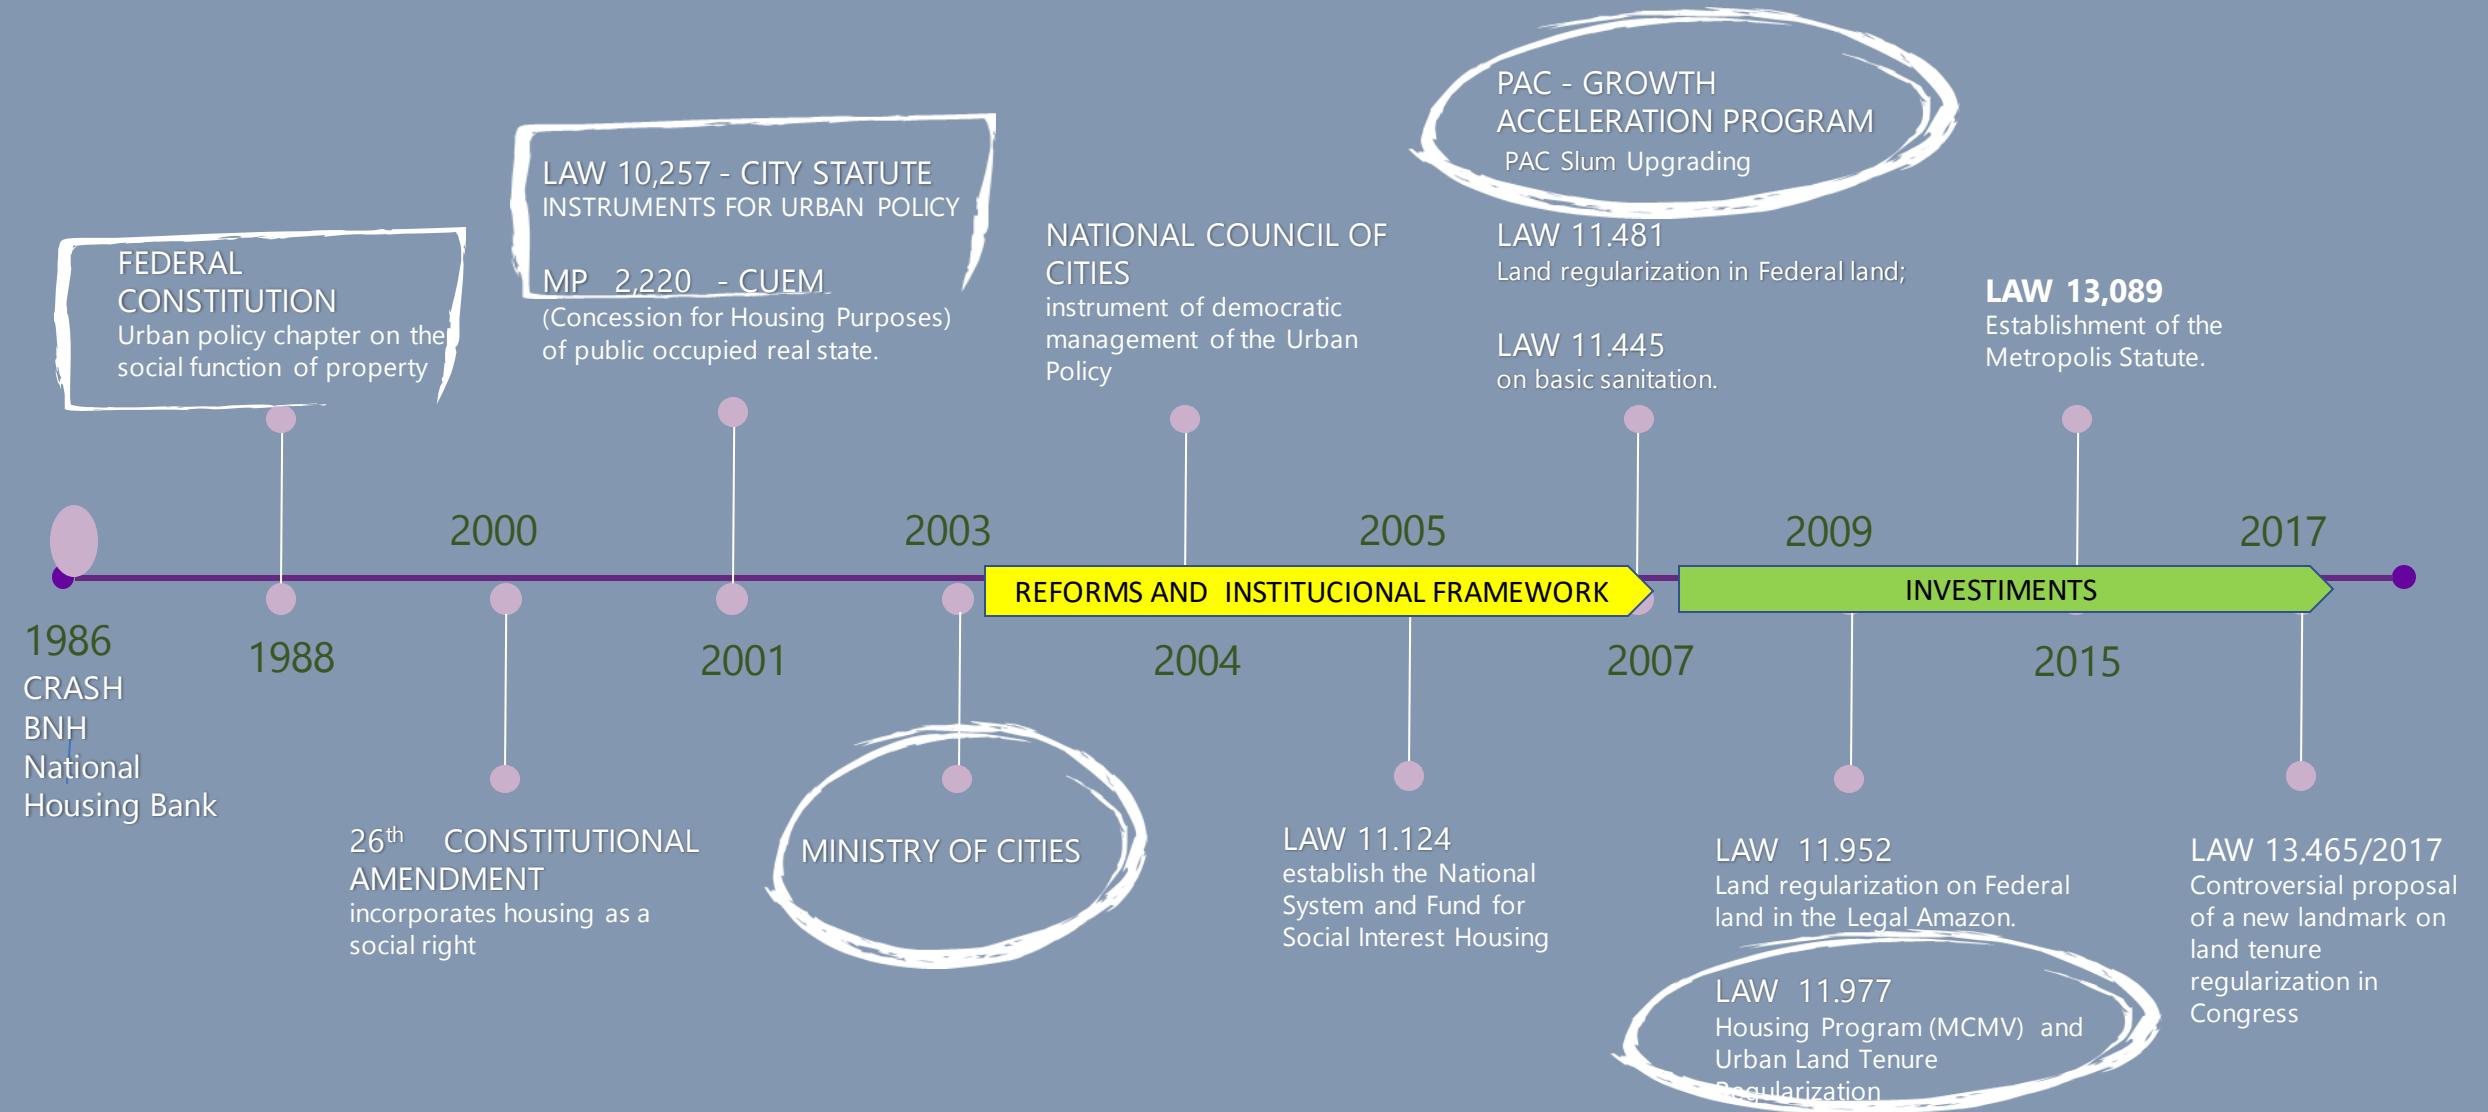 PAC - GROWTH
ACCELERATION PROGRAM
PAC Slum Upgrading
LAW 10,257 - CITY STATUTE
INSTRUMENTS FOR URBAN POLICY
MP 2,220 - CUEM
(Concession for Housing Purposes)
of public occupied real state.
FEDERAL
CONSTITUTION
Urban policy chapter on the
social function of property
NATIONAL COUNCIL OF
CITIES
instrument of democratic
management of the Urban
Policy
LAW 11.481
Land regularization in Federal land;
LAW 11.445
on basic sanitation.
LAW 13,089
Establishment of the
Metropolis Statute.
2000
2003
2005
2009
2017
REFORMS AND INSTITUCIONAL FRAMEWORK
INVESTIMENTS
1986
CRASH
BNH
National
Housing Bank
1988
2001
2004
2007
2015
26th CONSTITUTIONAL
AMENDMENT
incorporates housing as a
social right
MINISTRY OF CITIES
LAW 11.124
establish the National
System and Fund for
Social Interest Housing
LAW 11.952
Land regularization on Federal
land in the Legal Amazon.
LAW 11.977
Housing Program (MCMV) and
Urban Land Tenure
Regularization
LAW 13.465/2017
Controversial proposal
of a new landmark on
land tenure
regularization in
Congress